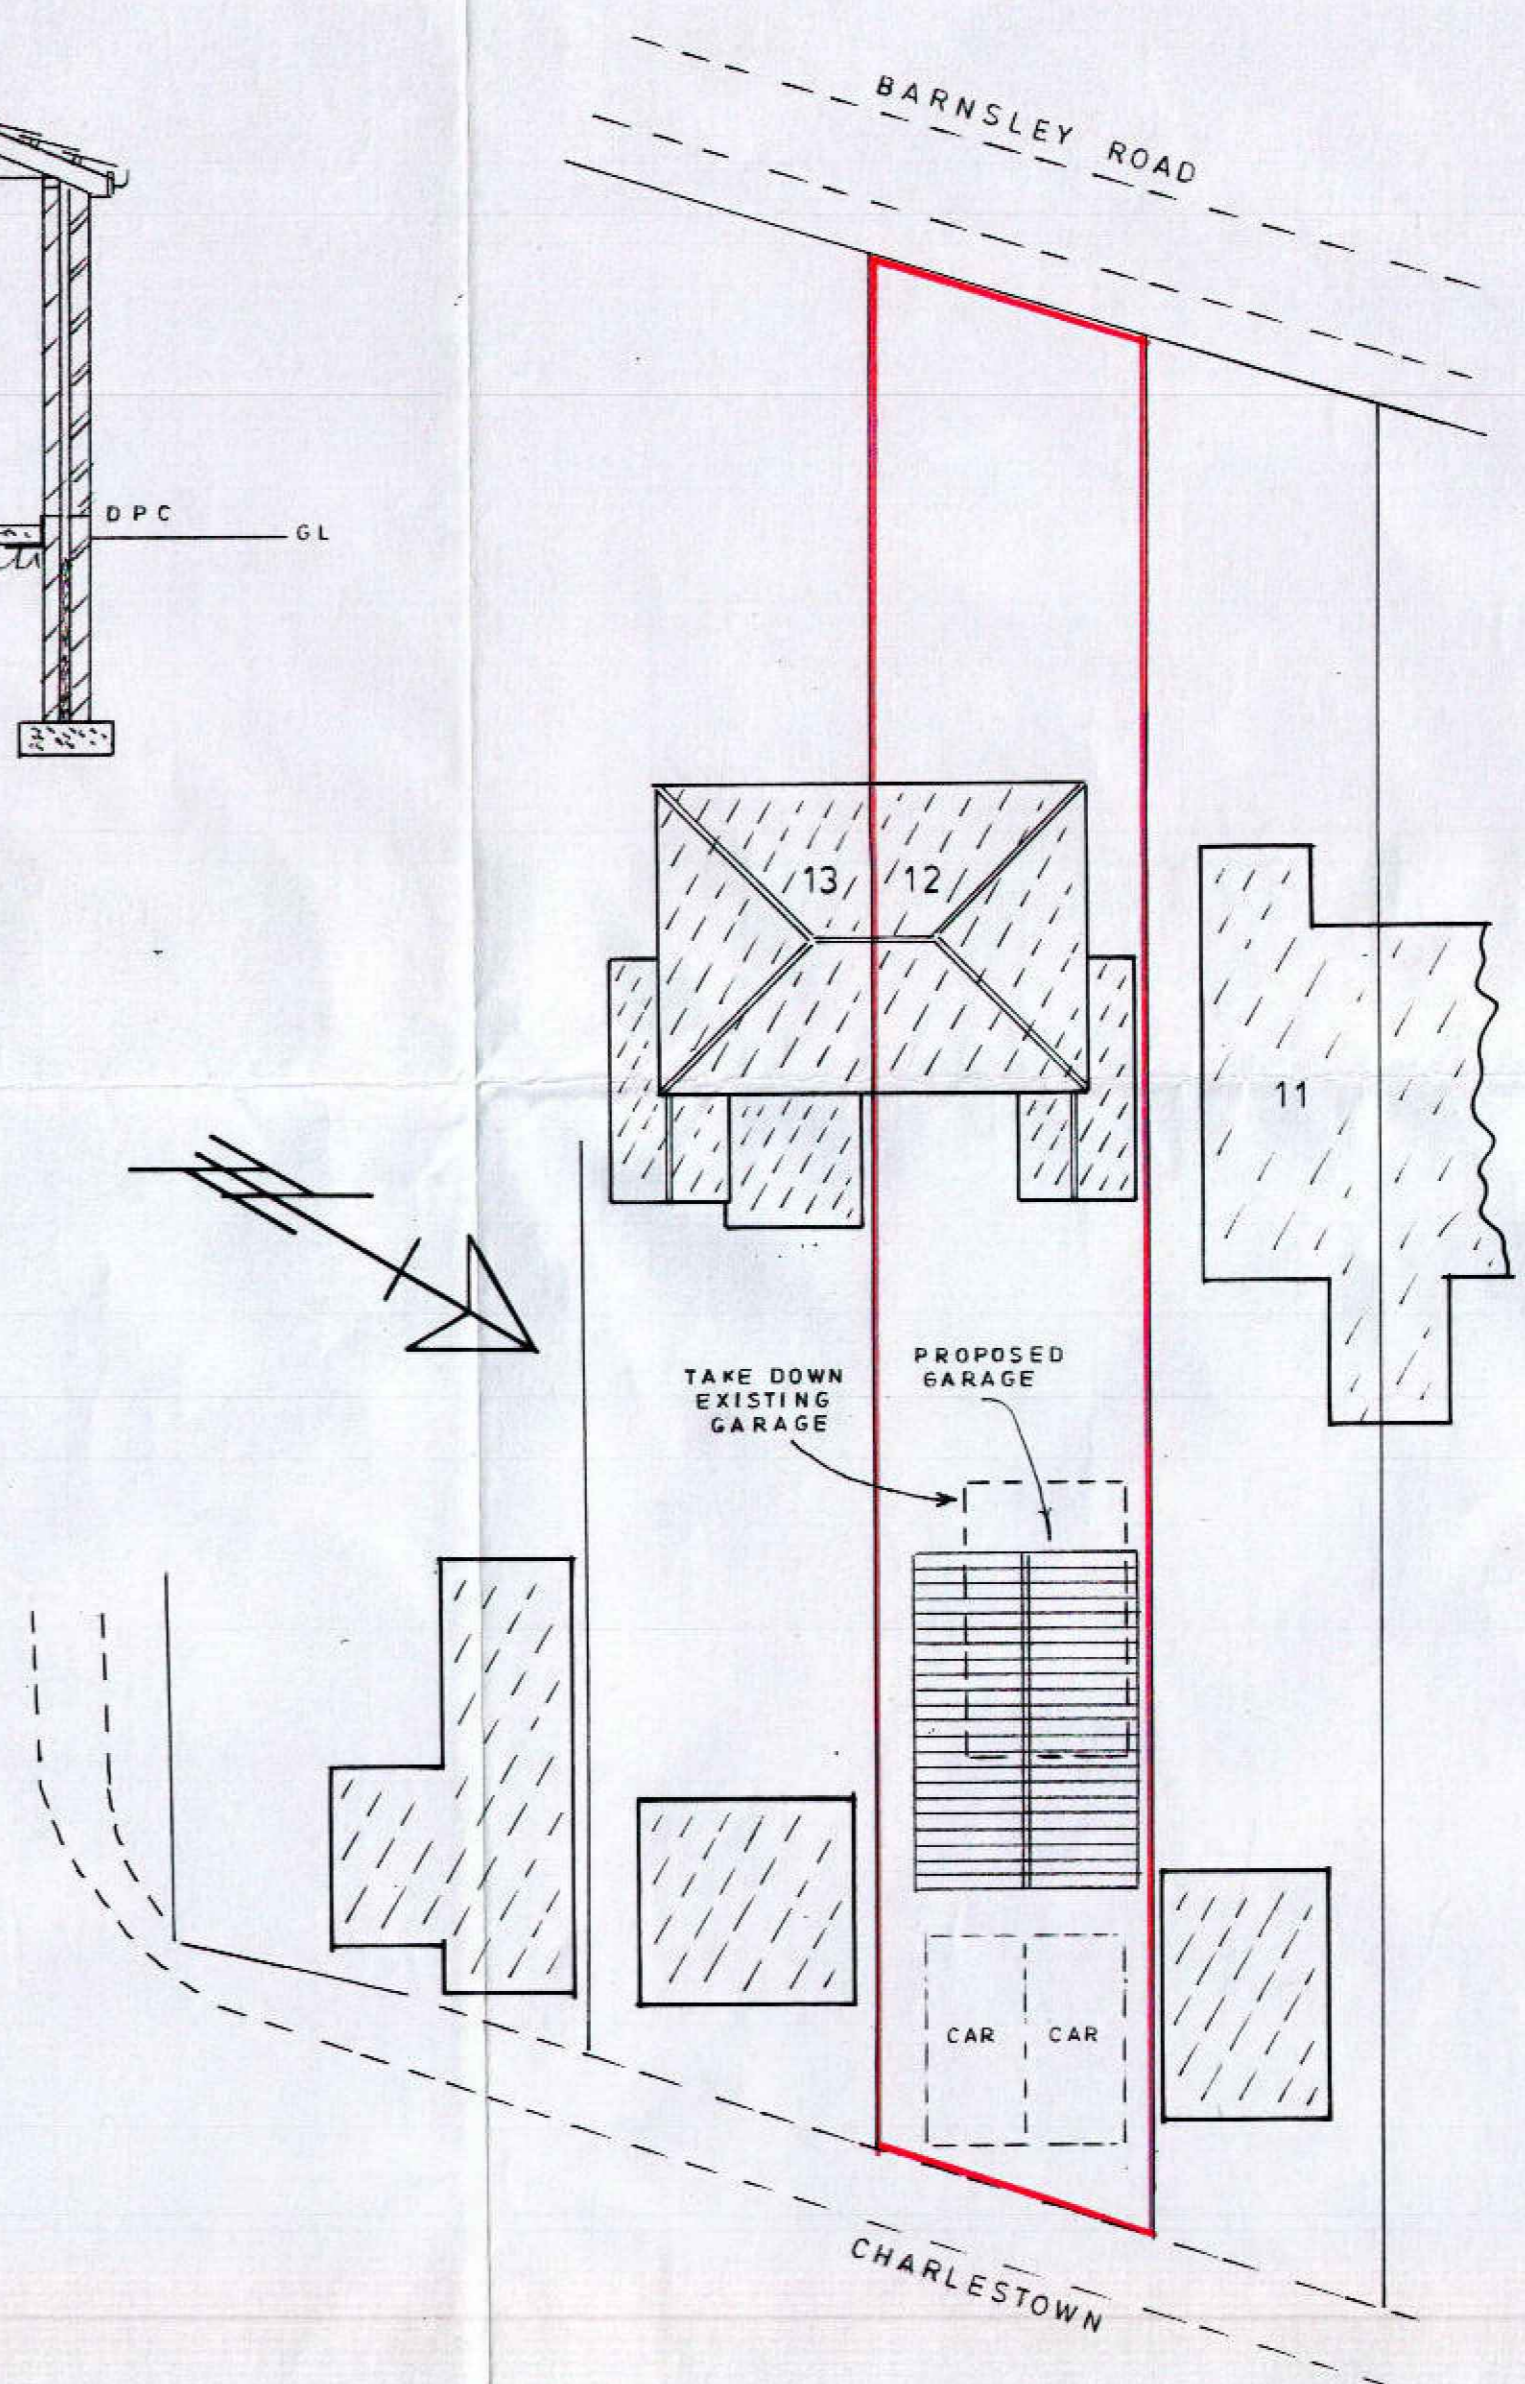 BARNSLEY ROAD
DPC
GL
13 12
11
TAKE DOWN
EXISTING
GARAGE
PROPOSED
GARAGE
CAR CAR
CHARLESTOWN